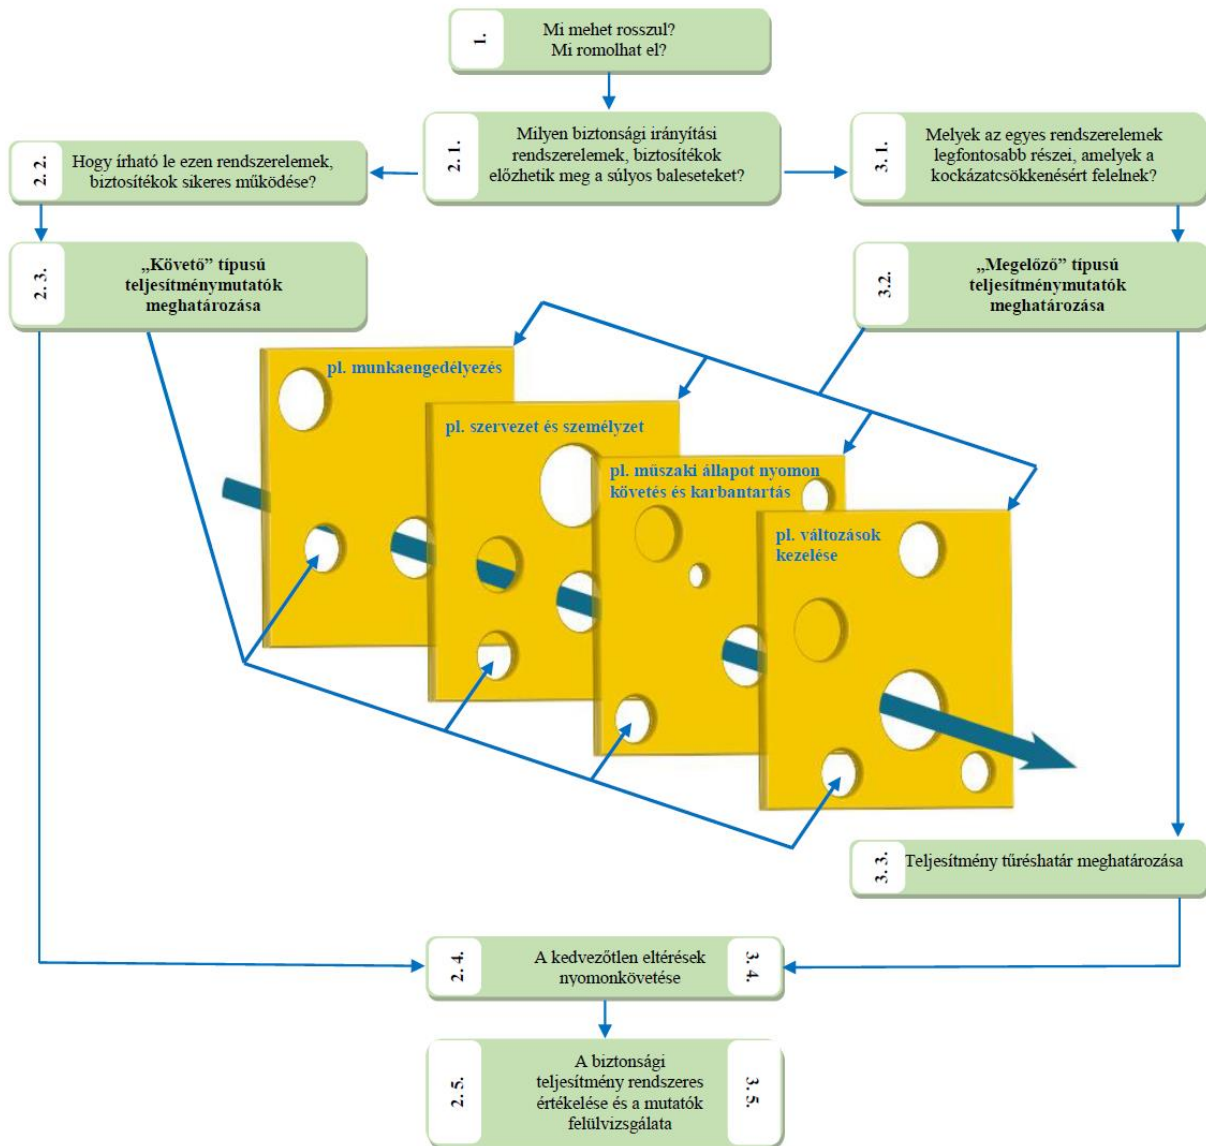 1.
Mi mehet rosszul?
Mi romolhat el?
2. 2.
Hogy írható le ezen rendszerelemek,
biztosítékok sikeres működése?
2. 1.
Milyen biztonsági irányítási
rendszerelemek, biztosítékok
előzhetik meg a súlyos baleseteket?
3. 1.
Melyek az egyes rendszerelemek
legfontosabb részei, amelyek a
kockázatcsökkenésért felelnek?
2. 3.
„Követő” típusú
teljesítménymutatók
meghatározása
3.2.
„Megelőző” típusú
teljesítménymutatók
meghatározása
pl. munkaengedélyezés
pl. szervezet és személyzet
pl. műszaki állapot nyomon
követés és karbantartás
pl. változások
kezelése
3. 3.
Teljesítmény tűréshatár meghatározása
2. 4.
A kedvezőtlen eltérések
nyomonkövetése
3. 4.
2. 5.
A biztonsági
teljesítmény rendszeres
értékelése és a mutatók
felülvizsgálata
3. 5.